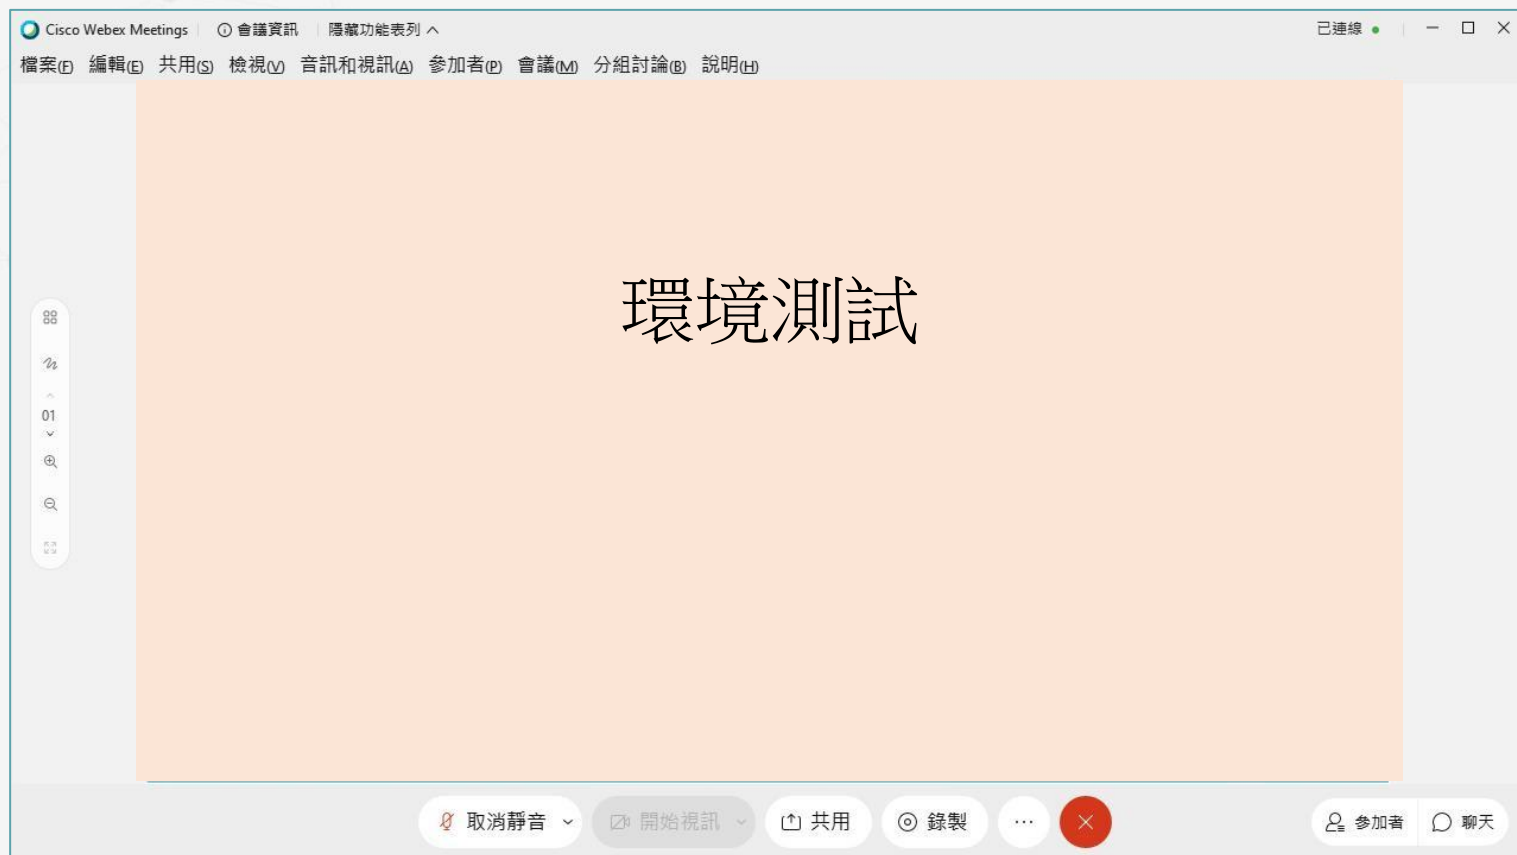 Cisco Webex Meetings 會議資訊 隱藏功能表列 已連線
檔案(F) 編輯(E) 共用(S) 檢視(V) 音訊和視訊(A) 參加者(P) 會議(M) 分組討論(B) 說明(H)
環境測試
01
取消靜音 開始視訊 共用 錄製 ... 參加者 聊天